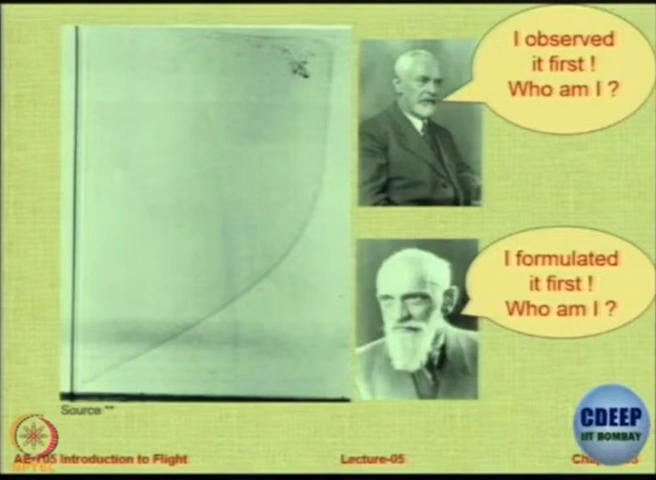 I observed
it first !
Who am I ?
I formulated
it first !
Who am I ?
Source **
CDEEP
IIT BOMBAY
NPTEL
Introduction to Flight
Lecture-05